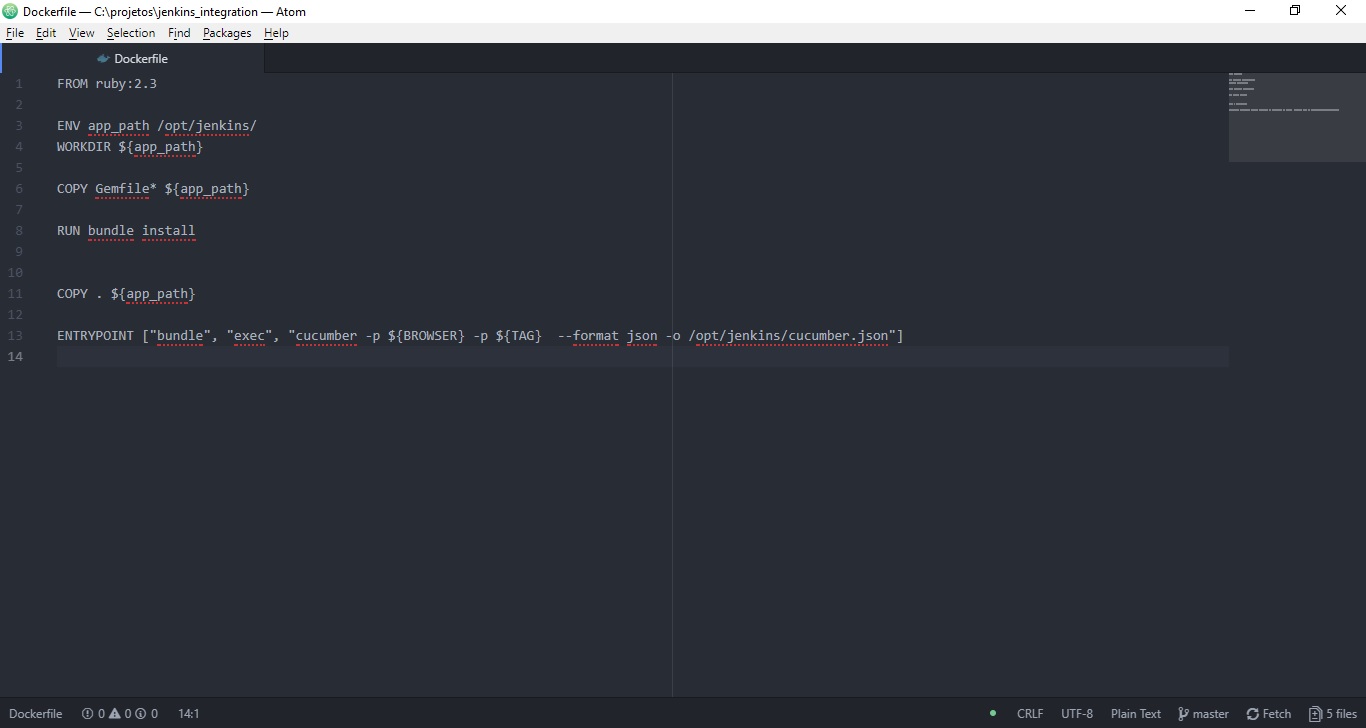 Dockerfile — C:\projetos\jenkins_integration — Atom
File Edit View Selection Find Packages Help
Dockerfile
1 FROM ruby:2.3
2
3 ENV app_path /opt/jenkins/
4 WORKDIR ${app_path}
5
6 COPY Gemfile* ${app_path}
7
8 RUN bundle install
9
10
11 COPY . ${app_path}
12
13 ENTRYPOINT ["bundle", "exec", "cucumber -p ${BROWSER} -p ${TAG}  --format json -o /opt/jenkins/cucumber.json"]
14
Dockerfile 0 0 0 14:1 CRLF UTF-8 Plain Text master Fetch 5 files